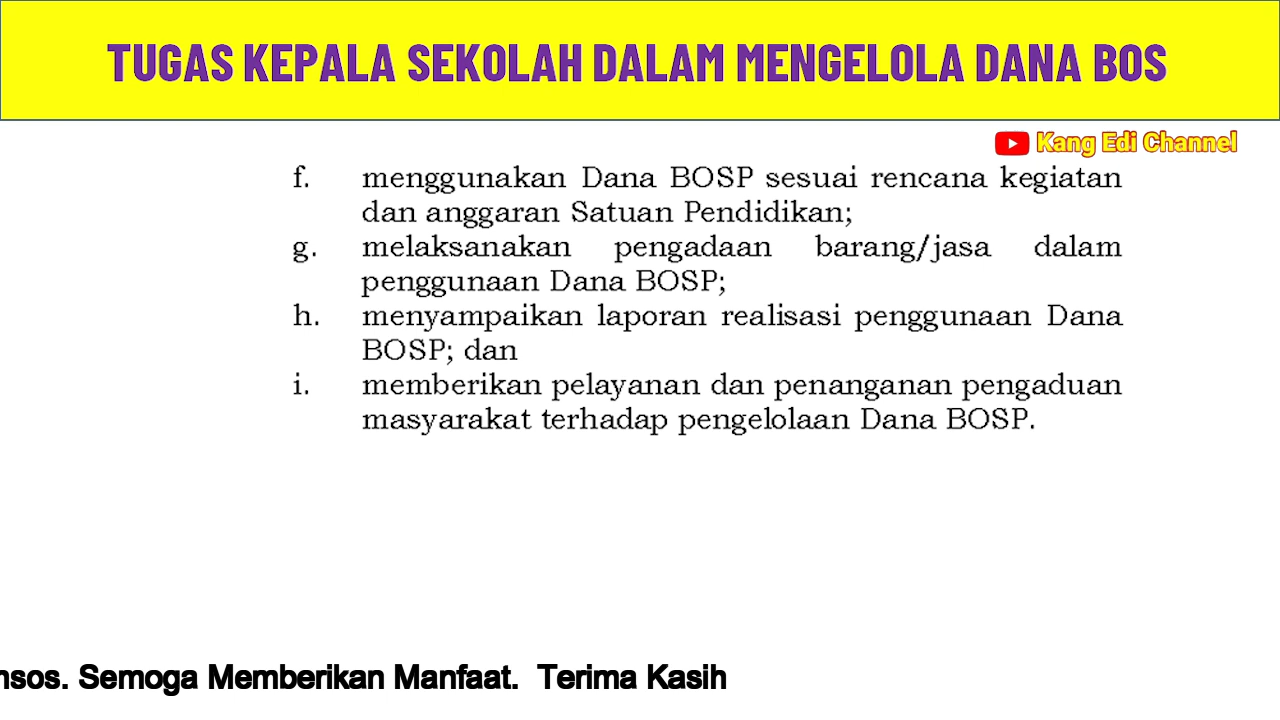 TUGAS KEPALA SEKOLAH DALAM MENGELOLA DANA BOS
Kang Edi Channel
f. menggunakan Dana BOSP sesuai rencana kegiatan
dan anggaran Satuan Pendidikan;
g. melaksanakan pengadaan barang/jasa dalam
penggunaan Dana BOSP;
h. menyampaikan laporan realisasi penggunaan Dana
BOSP; dan
i. memberikan pelayanan dan penanganan pengaduan
masyarakat terhadap pengelolaan Dana BOSP.
Semoga Memberikan Manfaat. Terima Kasih